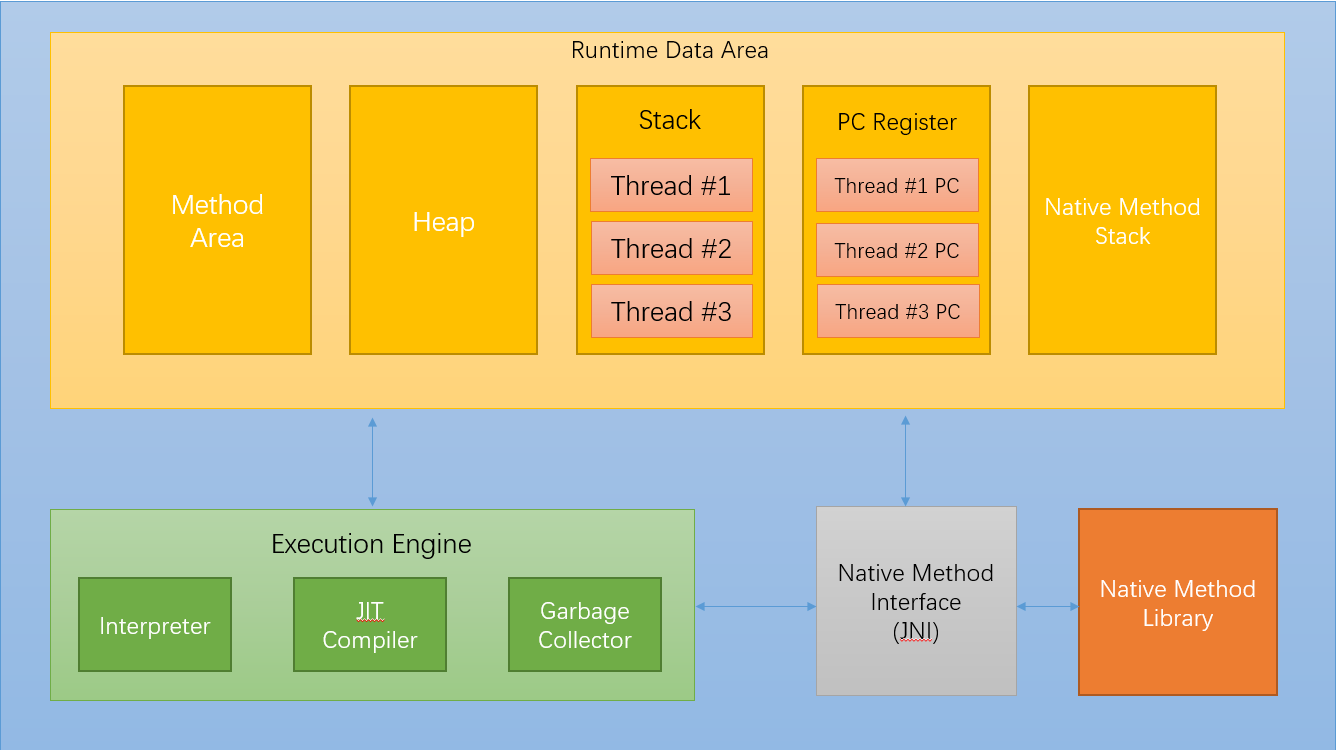 Runtime Data Area
Method
Area
Heap
Stack
Thread #1
Thread #2
Thread #3
PC Register
Thread #1 PC
Thread #2 PC
Thread #3 PC
Native Method
Stack
Execution Engine
Interpreter
JIT
Compiler
Garbage
Collector
Native Method
Interface
(JNI)
Native Method
Library